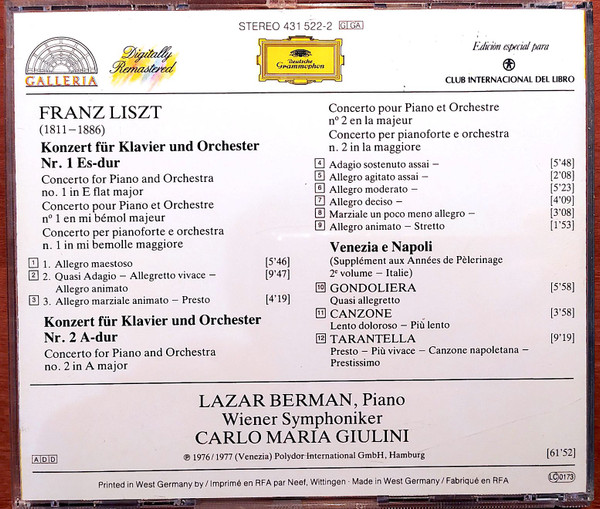 STEREO 431 522-2 GI GA
GALLERIA
Digitally
Remastered
Deutsche
Grammophon
Edición especial para
CLUB INTERNACIONAL DEL LIBRO
FRANZ LISZT
(1811–1886)
Konzert für Klavier und Orchester
Nr. 1 Es-dur
Concerto for Piano and Orchestra
no. 1 in E flat major
Concerto pour Piano et Orchestre
nº 1 en mi bémol majeur
Concerto per pianoforte e orchestra
n. 1 in mi bemolle maggiore
1 1. Allegro maestoso [5'46]
2 2. Quasi Adagio – Allegretto vivace – [9'47]
Allegro animato
3 3. Allegro marziale animato – Presto [4'19]
Konzert für Klavier und Orchester
Nr. 2 A-dur
Concerto for Piano and Orchestra
no. 2 in A major
Concerto pour Piano et Orchestre
nº 2 en la majeur
Concerto per pianoforte e orchestra
n. 2 in la maggiore
4 Adagio sostenuto assai – [5'48]
5 Allegro agitato assai – [2'08]
6 Allegro moderato – [5'23]
7 Allegro deciso – [4'09]
8 Marziale un poco meno allegro – [3'08]
9 Allegro animato – Stretto [1'53]
Venezia e Napoli
(Supplément aux Années de Pèlerinage
2e volume – Italie)
10 GONDOLIERA [5'58]
Quasi allegretto
11 CANZONE [3'58]
Lento doloroso – Più lento
12 TARANTELLA [9'19]
Presto – Più vivace – Canzone napoletana –
Prestissimo
LAZAR BERMAN, Piano
Wiener Symphoniker
CARLO MARIA GIULINI
℗ 1976/1977 (Venezia) Polydor International GmbH, Hamburg
ADD
[61'52]
Printed in West Germany by / Imprimé en RFA par Neef, Wittingen · Made in West Germany / Fabriqué en RFA
LC 0173